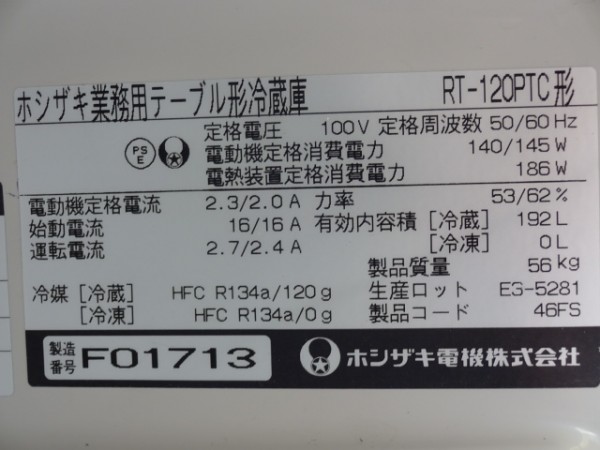 ホシザキ業務用テーブル形冷蔵庫 RT-120PTC形
PS E
定格電圧 100V 定格周波数 50/60 Hz
電動機定格消費電力 140/145 W
電熱装置定格消費電力 186 W
電動機定格電流 2.3/2.0 A 力率 53/62 %
始動電流 16/16 A 有効内容積 [冷蔵] 192 L
運転電流 2.7/2.4 A [冷凍] 0 L
製品質量 56 kg
冷媒 [冷蔵] HFC R134a/120 g 生産ロット E3-5281
[冷凍] HFC R134a/0 g 製品コード 46FS
製造番号 F01713 ホシザキ電機株式会社